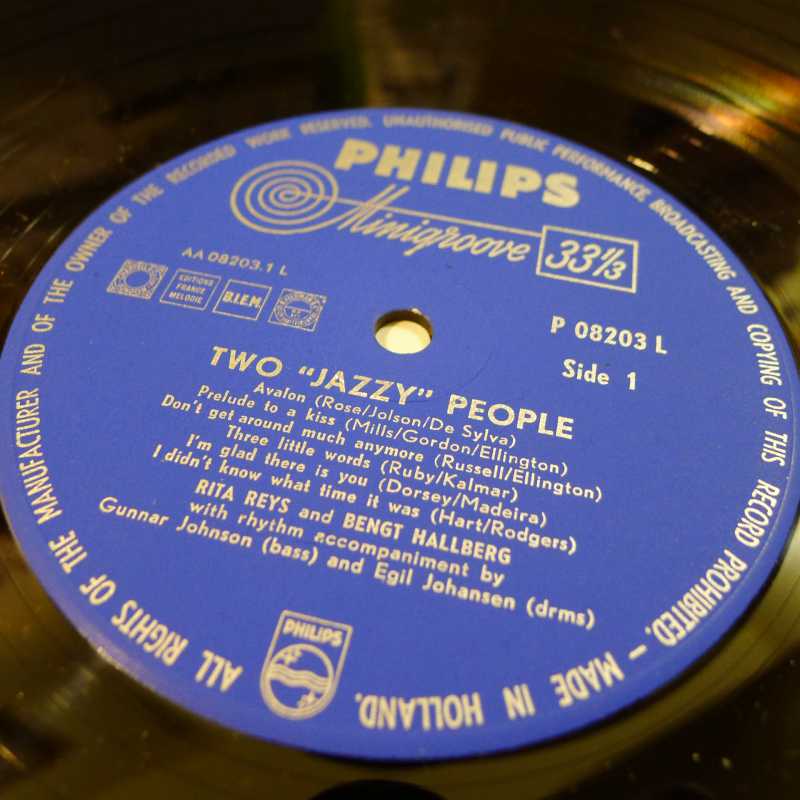 ALL RIGHTS OF THE MANUFACTURER AND OF THE OWNER OF THE RECORDED WORK RESERVED. UNAUTHORISED PUBLIC PERFORMANCE, BROADCASTING AND COPYING OF THIS RECORD PROHIBITED. – MADE IN HOLLAND.
PHILIPS
Minigroove 33⅓
AA 08203.1 L
EDITIONS
FRANCE
MELODIE
B.I.E.M.
P 08203 L
Side 1
TWO "JAZZY" PEOPLE
Avalon (Rose/Jolson/De Sylva)
Prelude to a kiss (Mills/Gordon/Ellington)
Don't get around much anymore (Russell/Ellington)
Three little words (Ruby/Kalmar)
I'm glad there is you (Dorsey/Madeira)
I didn't know what time it was (Hart/Rodgers)
RITA REYS and BENGT HALLBERG
with rhythm accompaniment by
Gunnar Johnson (bass) and Egil Johansen (drms)
PHILIPS